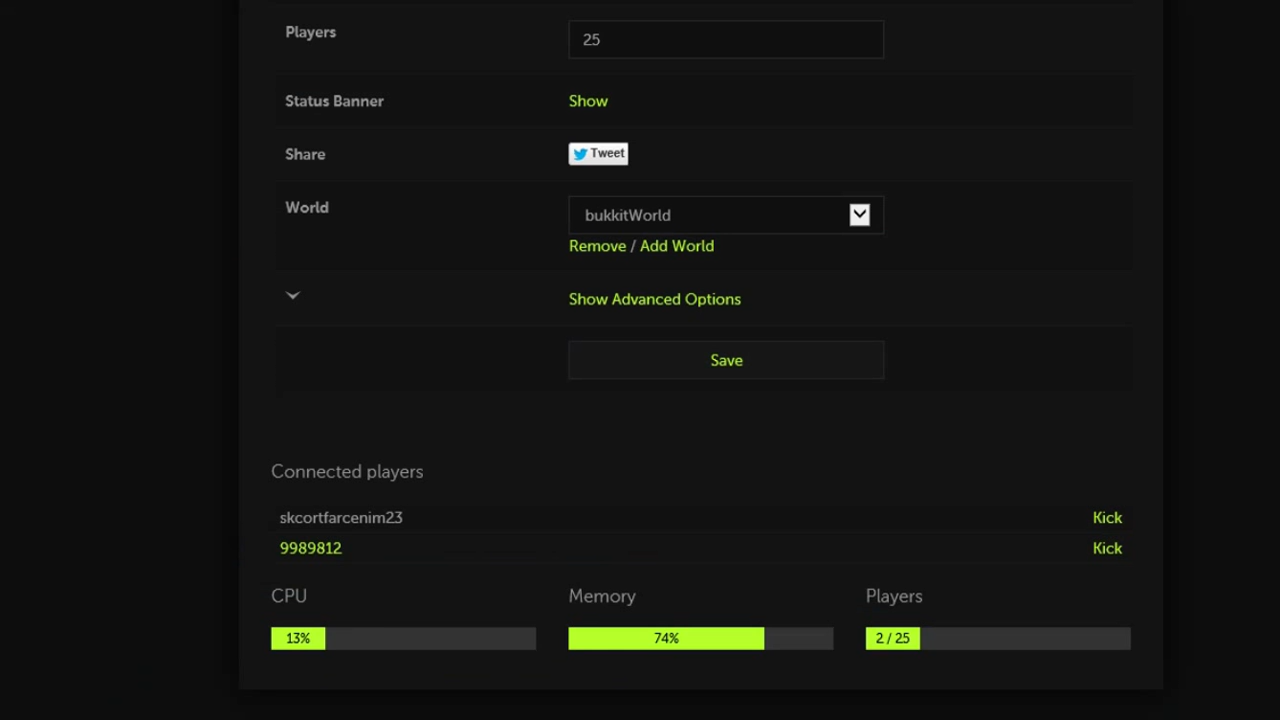 Players
25
Status Banner
Show
Share
Tweet
World
bukkitWorld
Remove / Add World
Show Advanced Options
Save
Connected players
skcortfarcenim23
Kick
9989812
Kick
CPU
Memory
Players
13%
74%
2 / 25